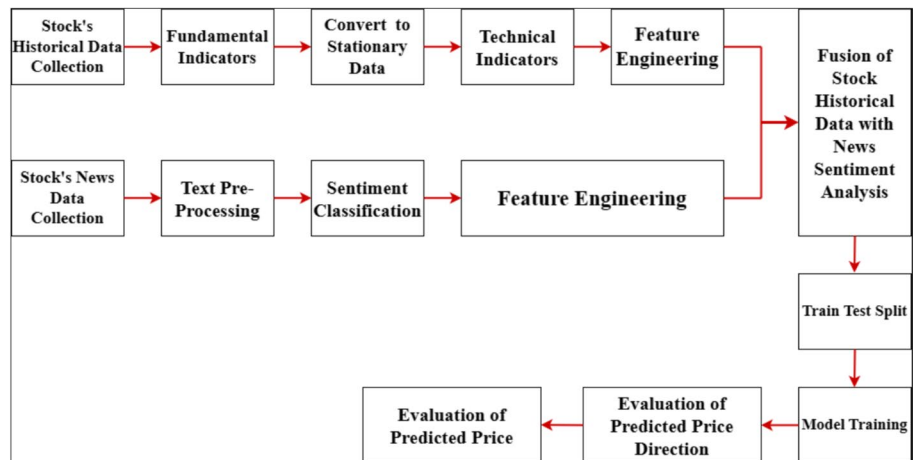 Stock's
Historical Data
Collection
Fundamental
Indicators
Convert to
Stationary
Data
Technical
Indicators
Feature
Engineering
Fusion of
Stock
Historical
Data with
News
Sentiment
Analysis
Stock's News
Data
Collection
Text Pre-
Processing
Sentiment
Classification
Feature Engineering
Train Test Split
Model Training
Evaluation of
Predicted Price
Direction
Evaluation of
Predicted Price